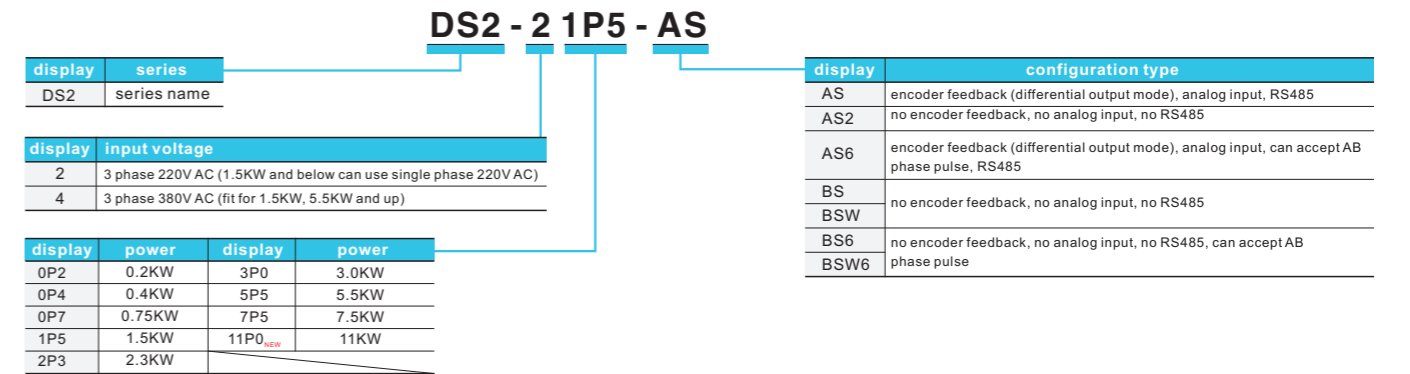 DS2 - 2 1P5 - AS
display series
DS2 series name
display input voltage
2 3 phase 220V AC (1.5KW and below can use single phase 220V AC)
4 3 phase 380V AC (fit for 1.5KW, 5.5KW and up)
display power display power
0P2 0.2KW 3P0 3.0KW
0P4 0.4KW 5P5 5.5KW
0P7 0.75KW 7P5 7.5KW
1P5 1.5KW 11P0 NEW 11KW
2P3 2.3KW
display configuration type
AS encoder feedback (differential output mode), analog input, RS485
AS2 no encoder feedback, no analog input, no RS485
AS6 encoder feedback (differential output mode), analog input, can accept AB
phase pulse, RS485
BS
no encoder feedback, no analog input, no RS485
BSW
BS6 no encoder feedback, no analog input, no RS485, can accept AB
BSW6 phase pulse